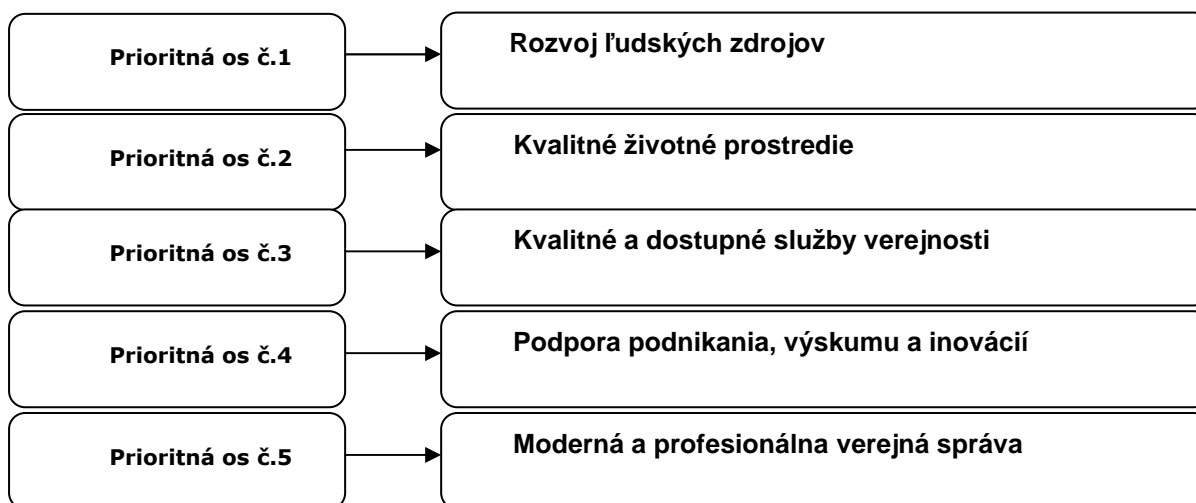 Prioritná os č.1
Rozvoj ľudských zdrojov
Prioritná os č.2
Kvalitné životné prostredie
Prioritná os č.3
Kvalitné a dostupné služby verejnosti
Prioritná os č.4
Podpora podnikania, výskumu a inovácií
Prioritná os č.5
Moderná a profesionálna verejná správa